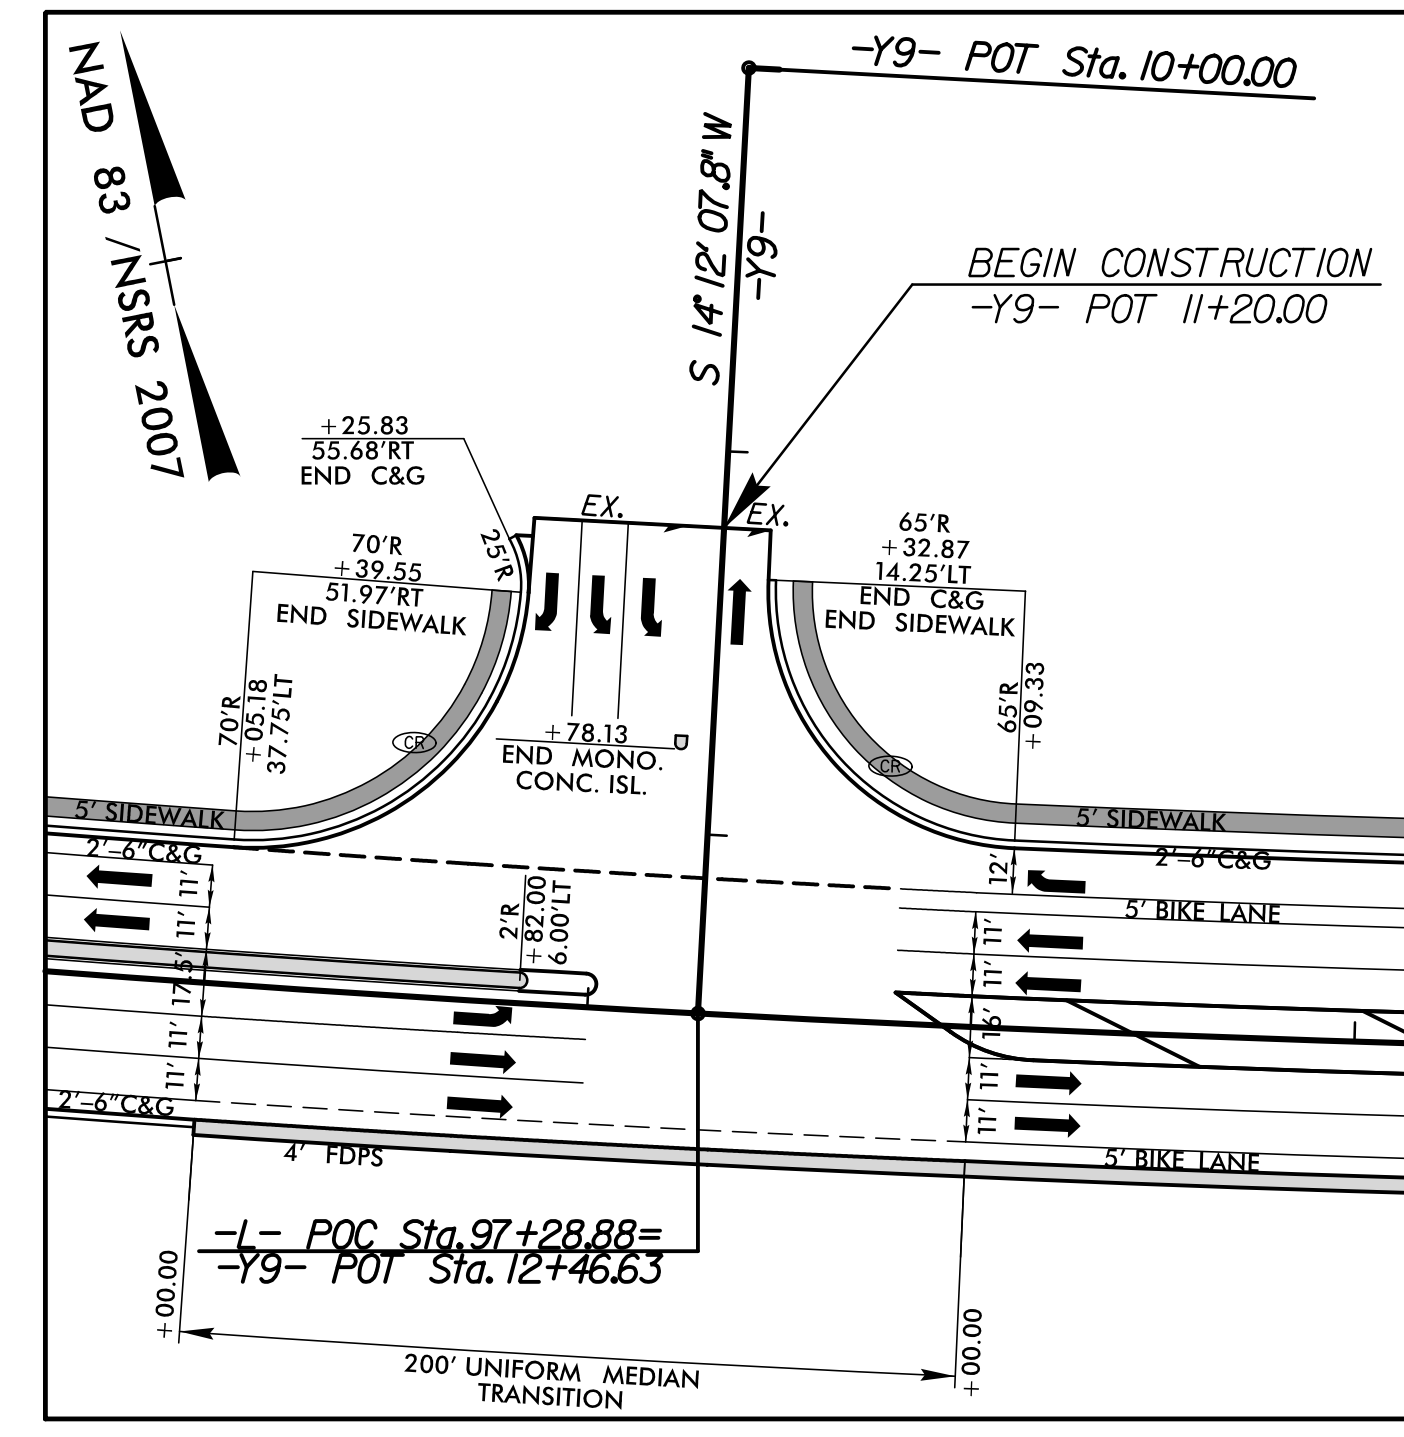 NAD 83 /NSRS 2007
-Y9- POT Sta. 10+00.00
S 14° 12' 07.8" W
-Y9-
BEGIN CONSTRUCTION
-Y9- POT 11+20.00
+25.83
55.68'RT
END C&G
EX.
EX.
25'R
70'R
+39.55
51.97'RT
END SIDEWALK
65'R
+32.87
14.25'LT
END C&G
END SIDEWALK
70'R
+05.18
37.75'LT
65'R
+09.33
CR
CR
+78.13
END MONO.
CONC. ISL.
5' SIDEWALK
2'-6"C&G
5' SIDEWALK
2'-6"C&G
12'
11'
11'
17.5'
11'
11'
2'R
+82.00
6.00'LT
5' BIKE LANE
11'
11'
16'
11'
11'
2'-6"C&G
4' FDPS
5' BIKE LANE
-L- POC Sta. 97+28.88=
-Y9- POT Sta. 12+46.63
+00.00
+00.00
200' UNIFORM MEDIAN
TRANSITION